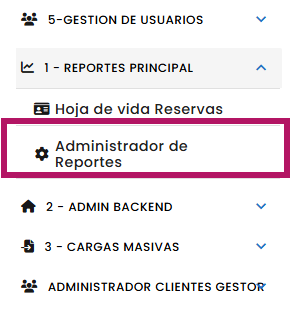 5-GESTION DE USUARIOS
1 - REPORTES PRINCIPAL
Hoja de vida Reservas
Administrador de
Reportes
2 - ADMIN BACKEND
3 - CARGAS MASIVAS
ADMINISTRADOR CLIENTES GESTOR